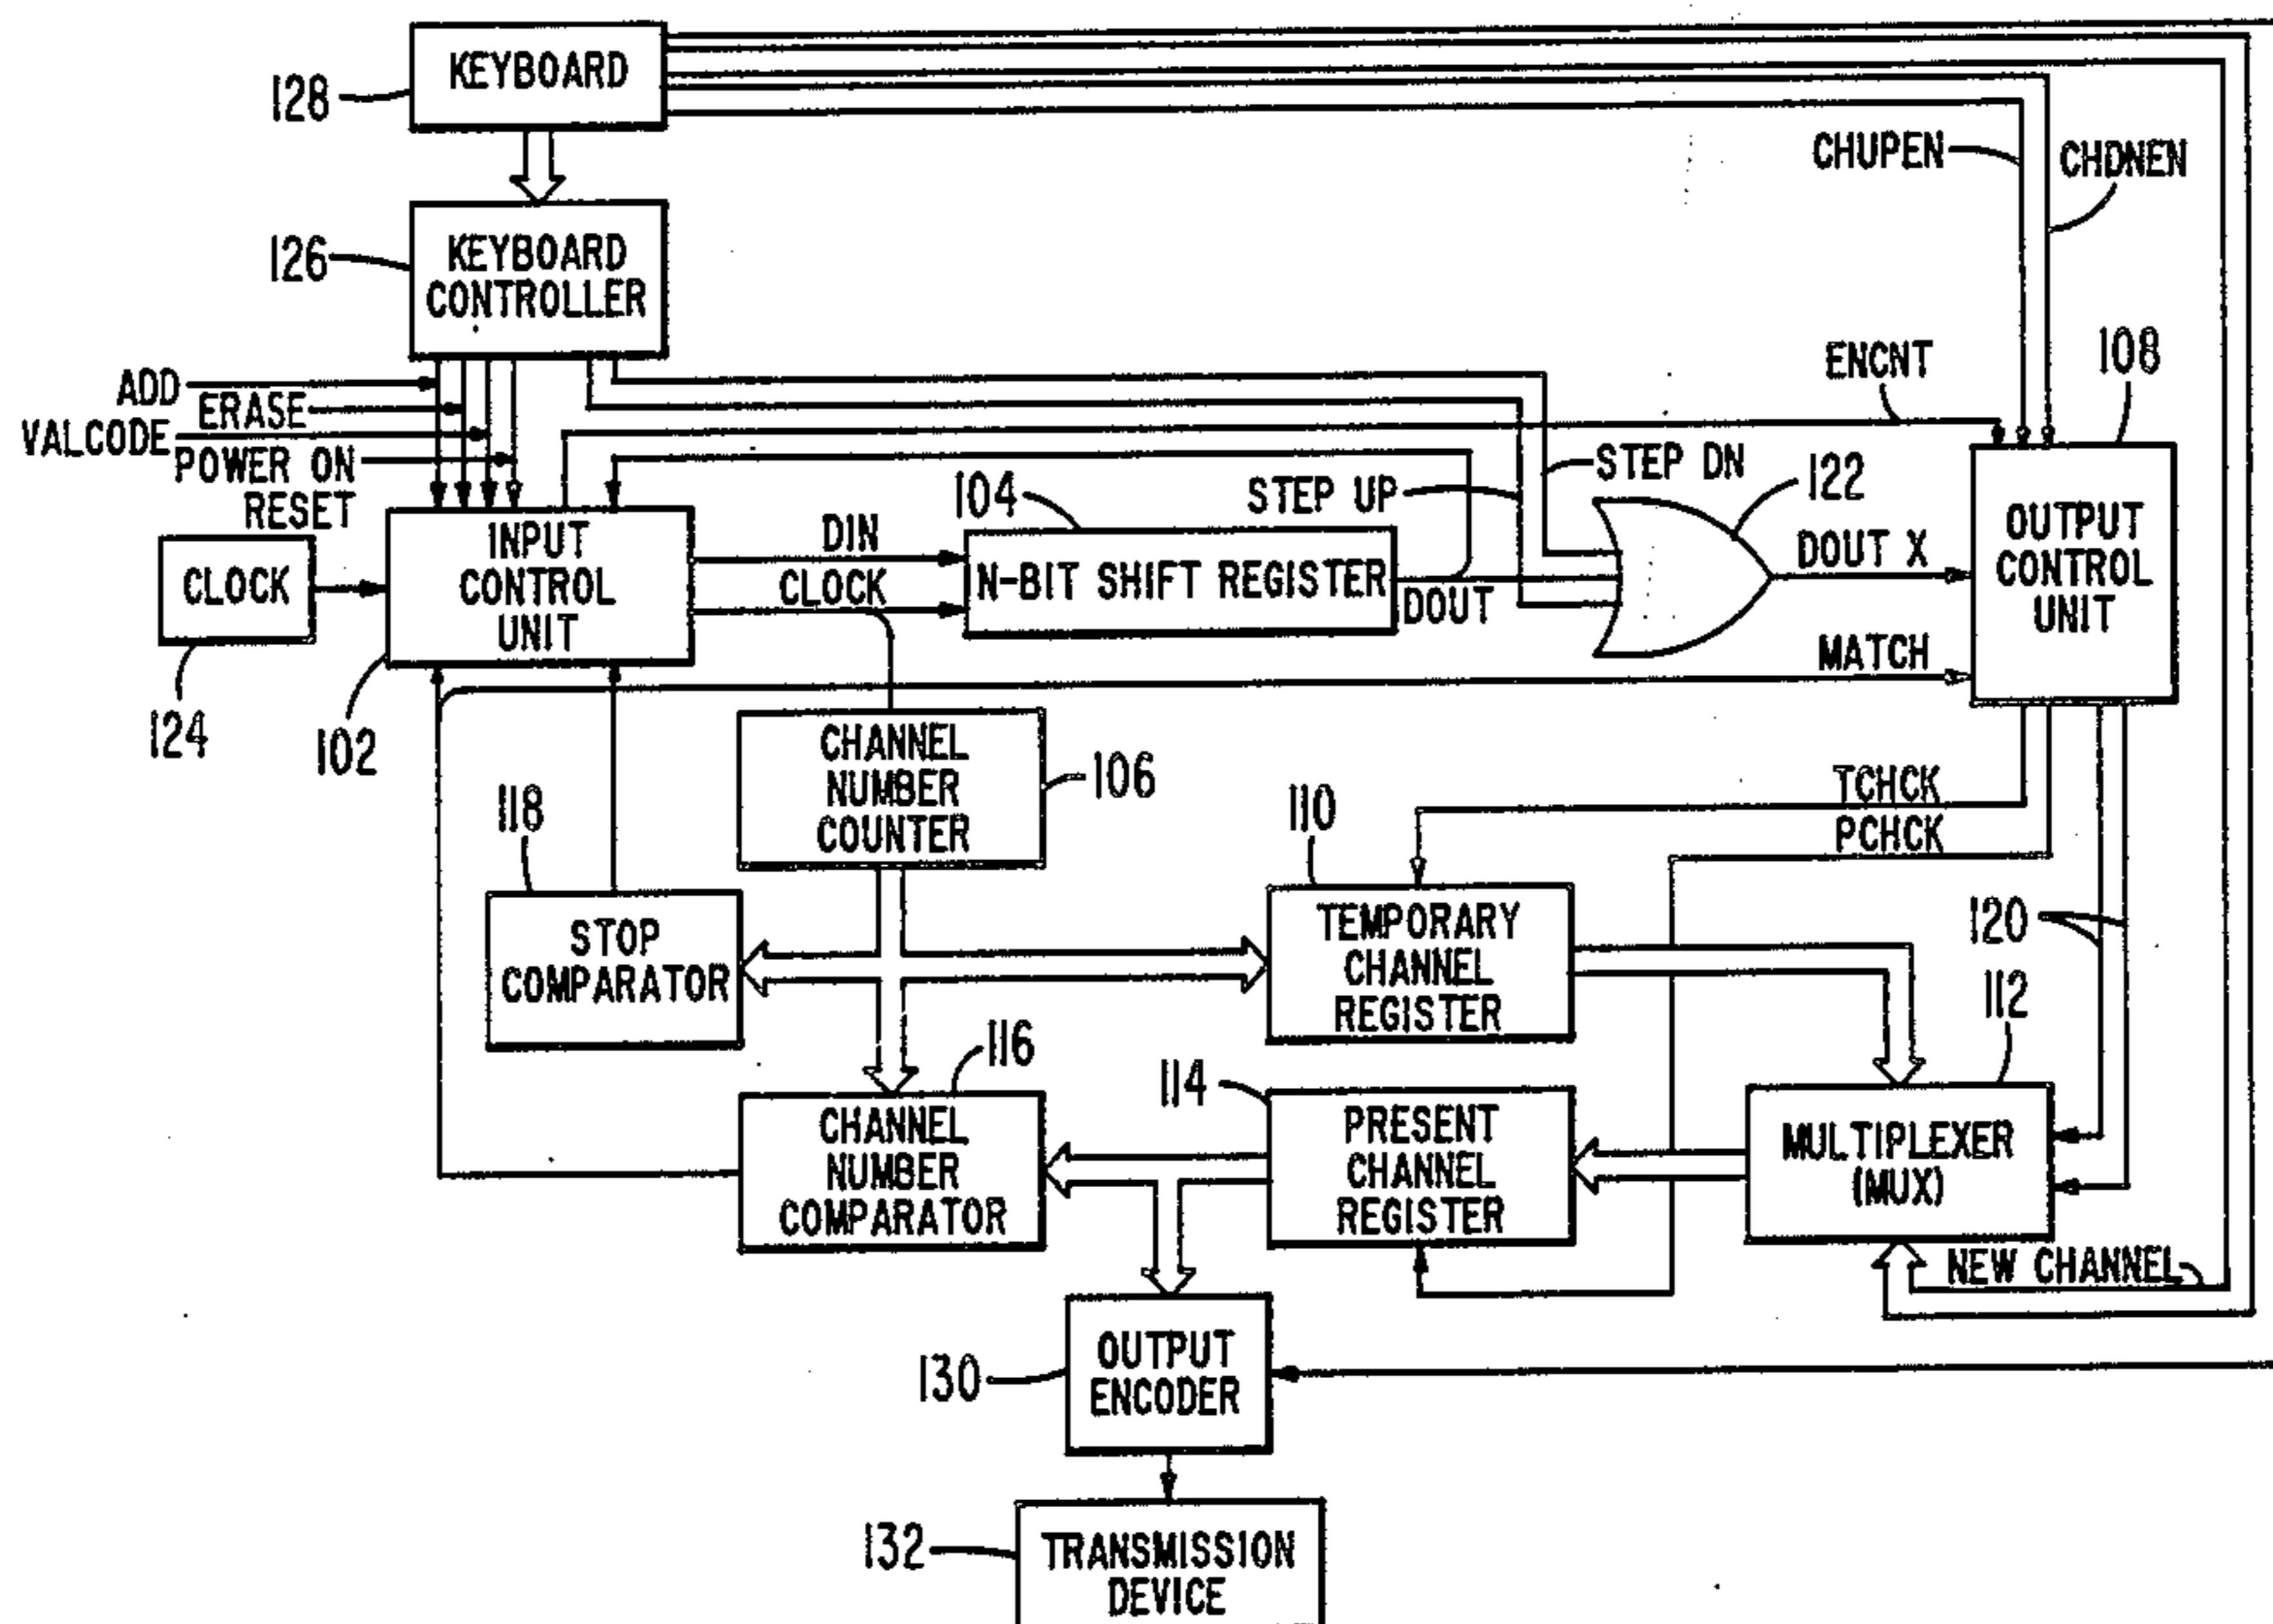 KEYBOARD
128
CHUPEN
CHDNEN
126
KEYBOARD
CONTROLLER
ADD
ERASE
VALCODE
POWER ON
RESET
ENCNT
108
STEP DN
STEP UP
122
104
CLOCK
124
INPUT
CONTROL
UNIT
102
DIN
CLOCK
N-BIT SHIFT REGISTER
DOUT
DOUT X
MATCH
OUTPUT
CONTROL
UNIT
CHANNEL
NUMBER
COUNTER
106
TCHCK
PCHCK
118
STOP
COMPARATOR
110
TEMPORARY
CHANNEL
REGISTER
120
112
116
CHANNEL
NUMBER
COMPARATOR
114
PRESENT
CHANNEL
REGISTER
MULTIPLEXER
(MUX)
NEW CHANNEL
130
OUTPUT
ENCODER
132
TRANSMISSION
DEVICE